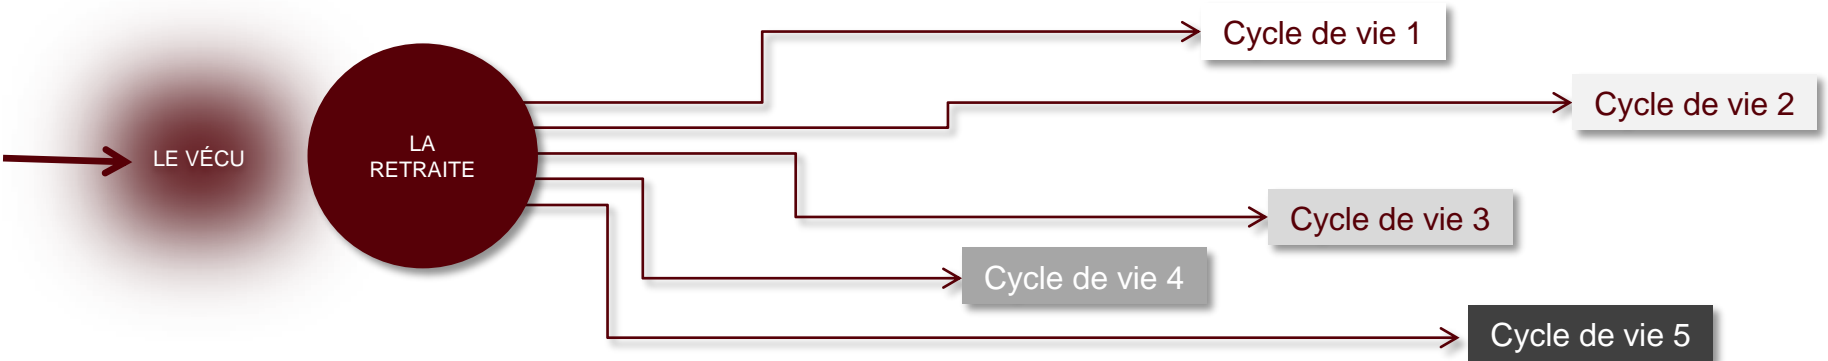 LE VÉCU
LA
RETRAITE
Cycle de vie 1
Cycle de vie 2
Cycle de vie 3
Cycle de vie 4
Cycle de vie 5